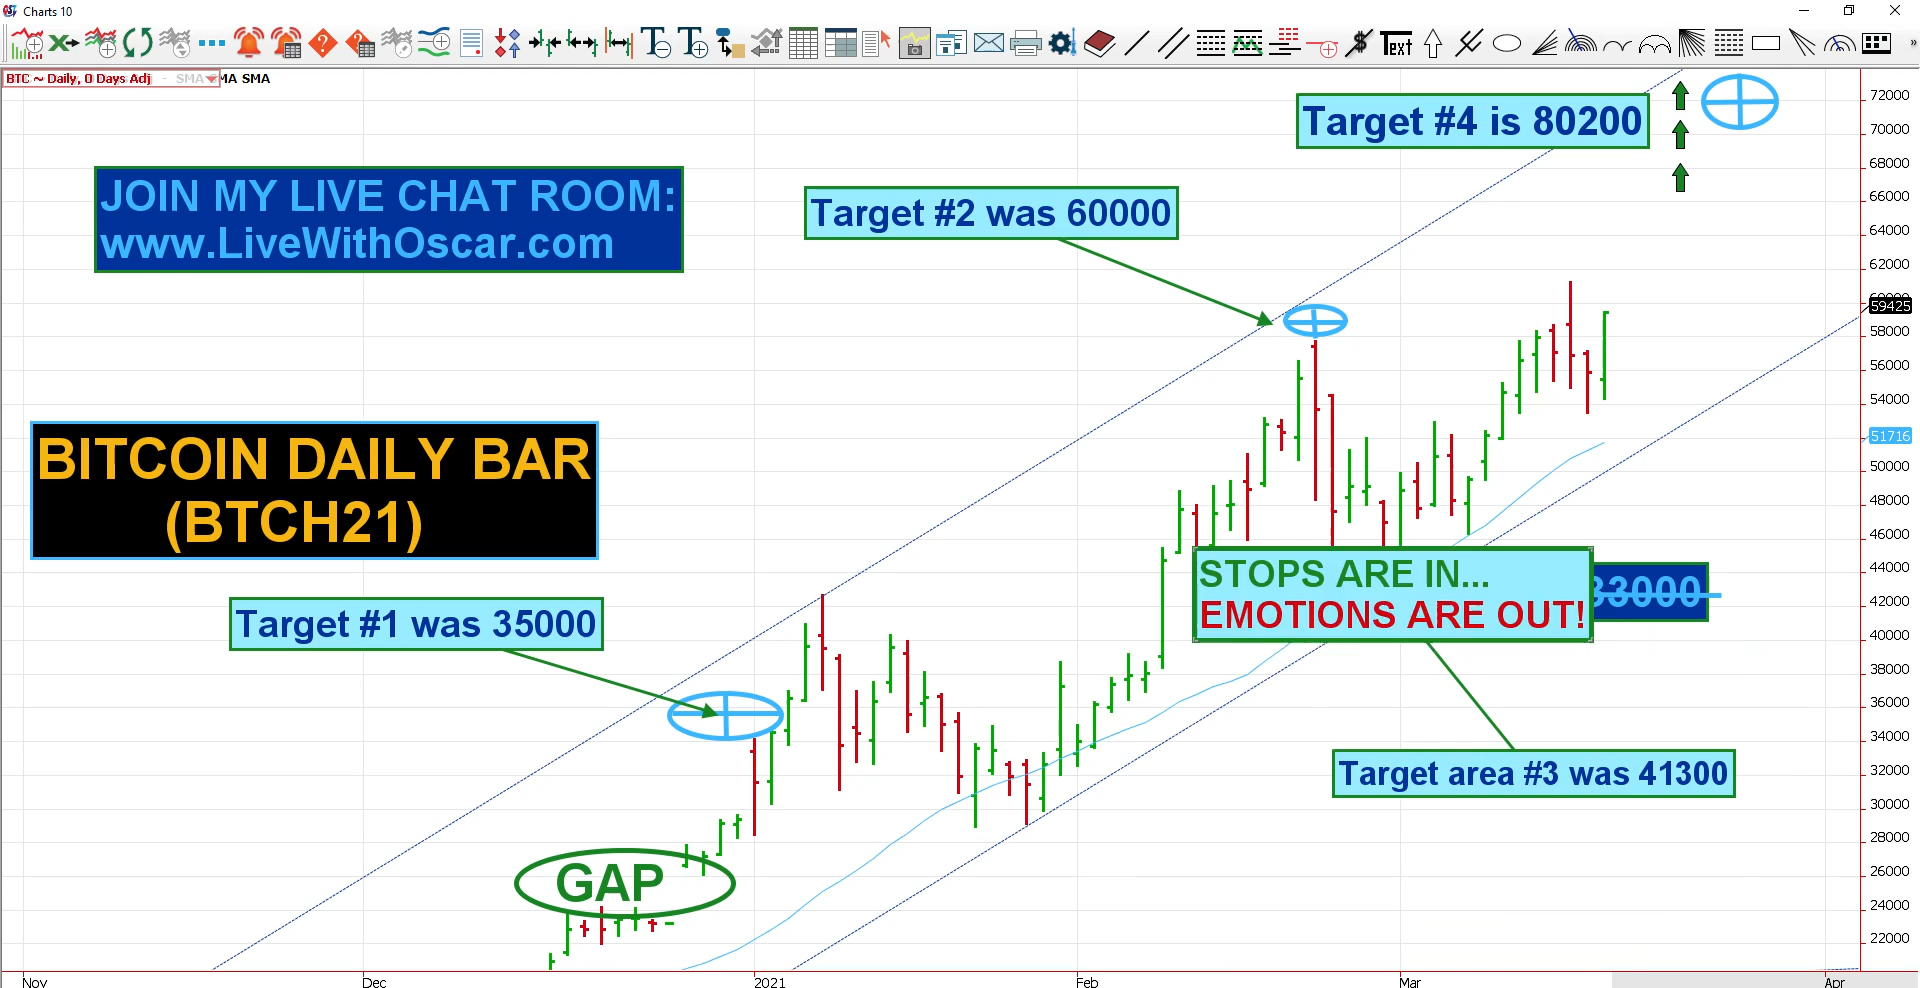 Charts 10
Text
BTC ~ Daily, 0 Days Adj - SMA SMA SMA
JOIN MY LIVE CHAT ROOM:
www.LiveWithOscar.com
Target #4 is 80200
Target #2 was 60000
BITCOIN DAILY BAR
(BTCH21)
Target #1 was 35000
STOPS ARE IN...
EMOTIONS ARE OUT!
33000
Target area #3 was 41300
GAP
72000
70000
68000
66000
64000
62000
59425
58000
56000
54000
51716
50000
48000
46000
44000
42000
40000
38000
36000
34000
32000
30000
28000
26000
24000
22000
Nov Dec 2021 Feb Mar Apr